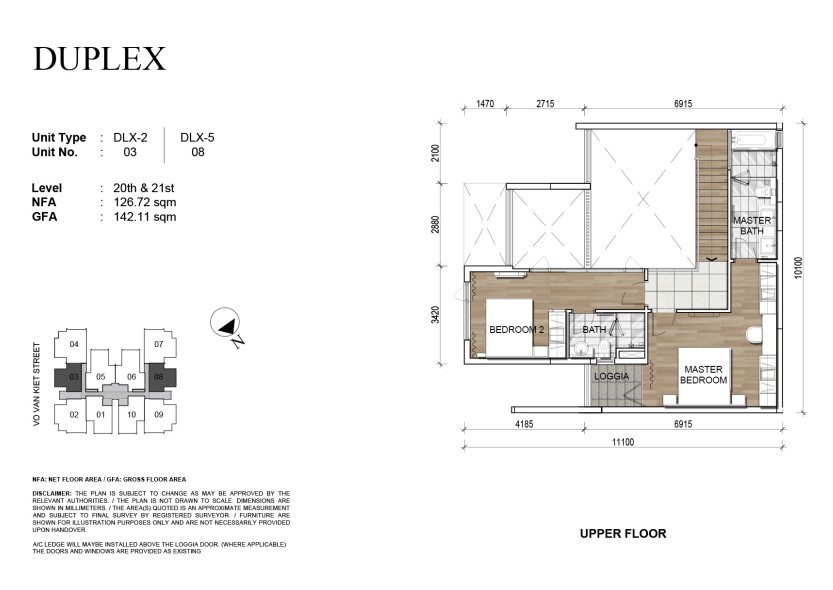 DUPLEX
Unit Type : DLX-2 DLX-5
Unit No. : 03 08
Level : 20th & 21st
NFA : 126.72 sqm
GFA : 142.11 sqm
1470 2715 6915
2100
2880
3420
10100
MASTER
BATH
BEDROOM 2
BATH
LOGGIA
MASTER
BEDROOM
4185 6915
11100
UPPER FLOOR
N
VO VAN KIET STREET
04 07
03 05 06 08
02 01 10 09
NFA: NET FLOOR AREA / GFA: GROSS FLOOR AREA
DISCLAIMER: THE PLAN IS SUBJECT TO CHANGE AS MAY BE APPROVED BY THE
RELEVANT AUTHORITIES. / THE PLAN IS NOT DRAWN TO SCALE. DIMENSIONS ARE
SHOWN IN MILLIMETERS. / THE AREA(S) QUOTED IS AN APPROXIMATE MEASUREMENT
AND SUBJECT TO FINAL SURVEY BY REGISTERED SURVEYOR. / FURNITURE ARE
SHOWN FOR ILLUSTRATION PURPOSES ONLY AND ARE NOT NECESSARILY PROVIDED
UPON HANDOVER.
A/C LEDGE WILL MAYBE INSTALLED ABOVE THE LOGGIA DOOR. (WHERE APPLICABLE)
THE DOORS AND WINDOWS ARE PROVIDED AS EXISTING